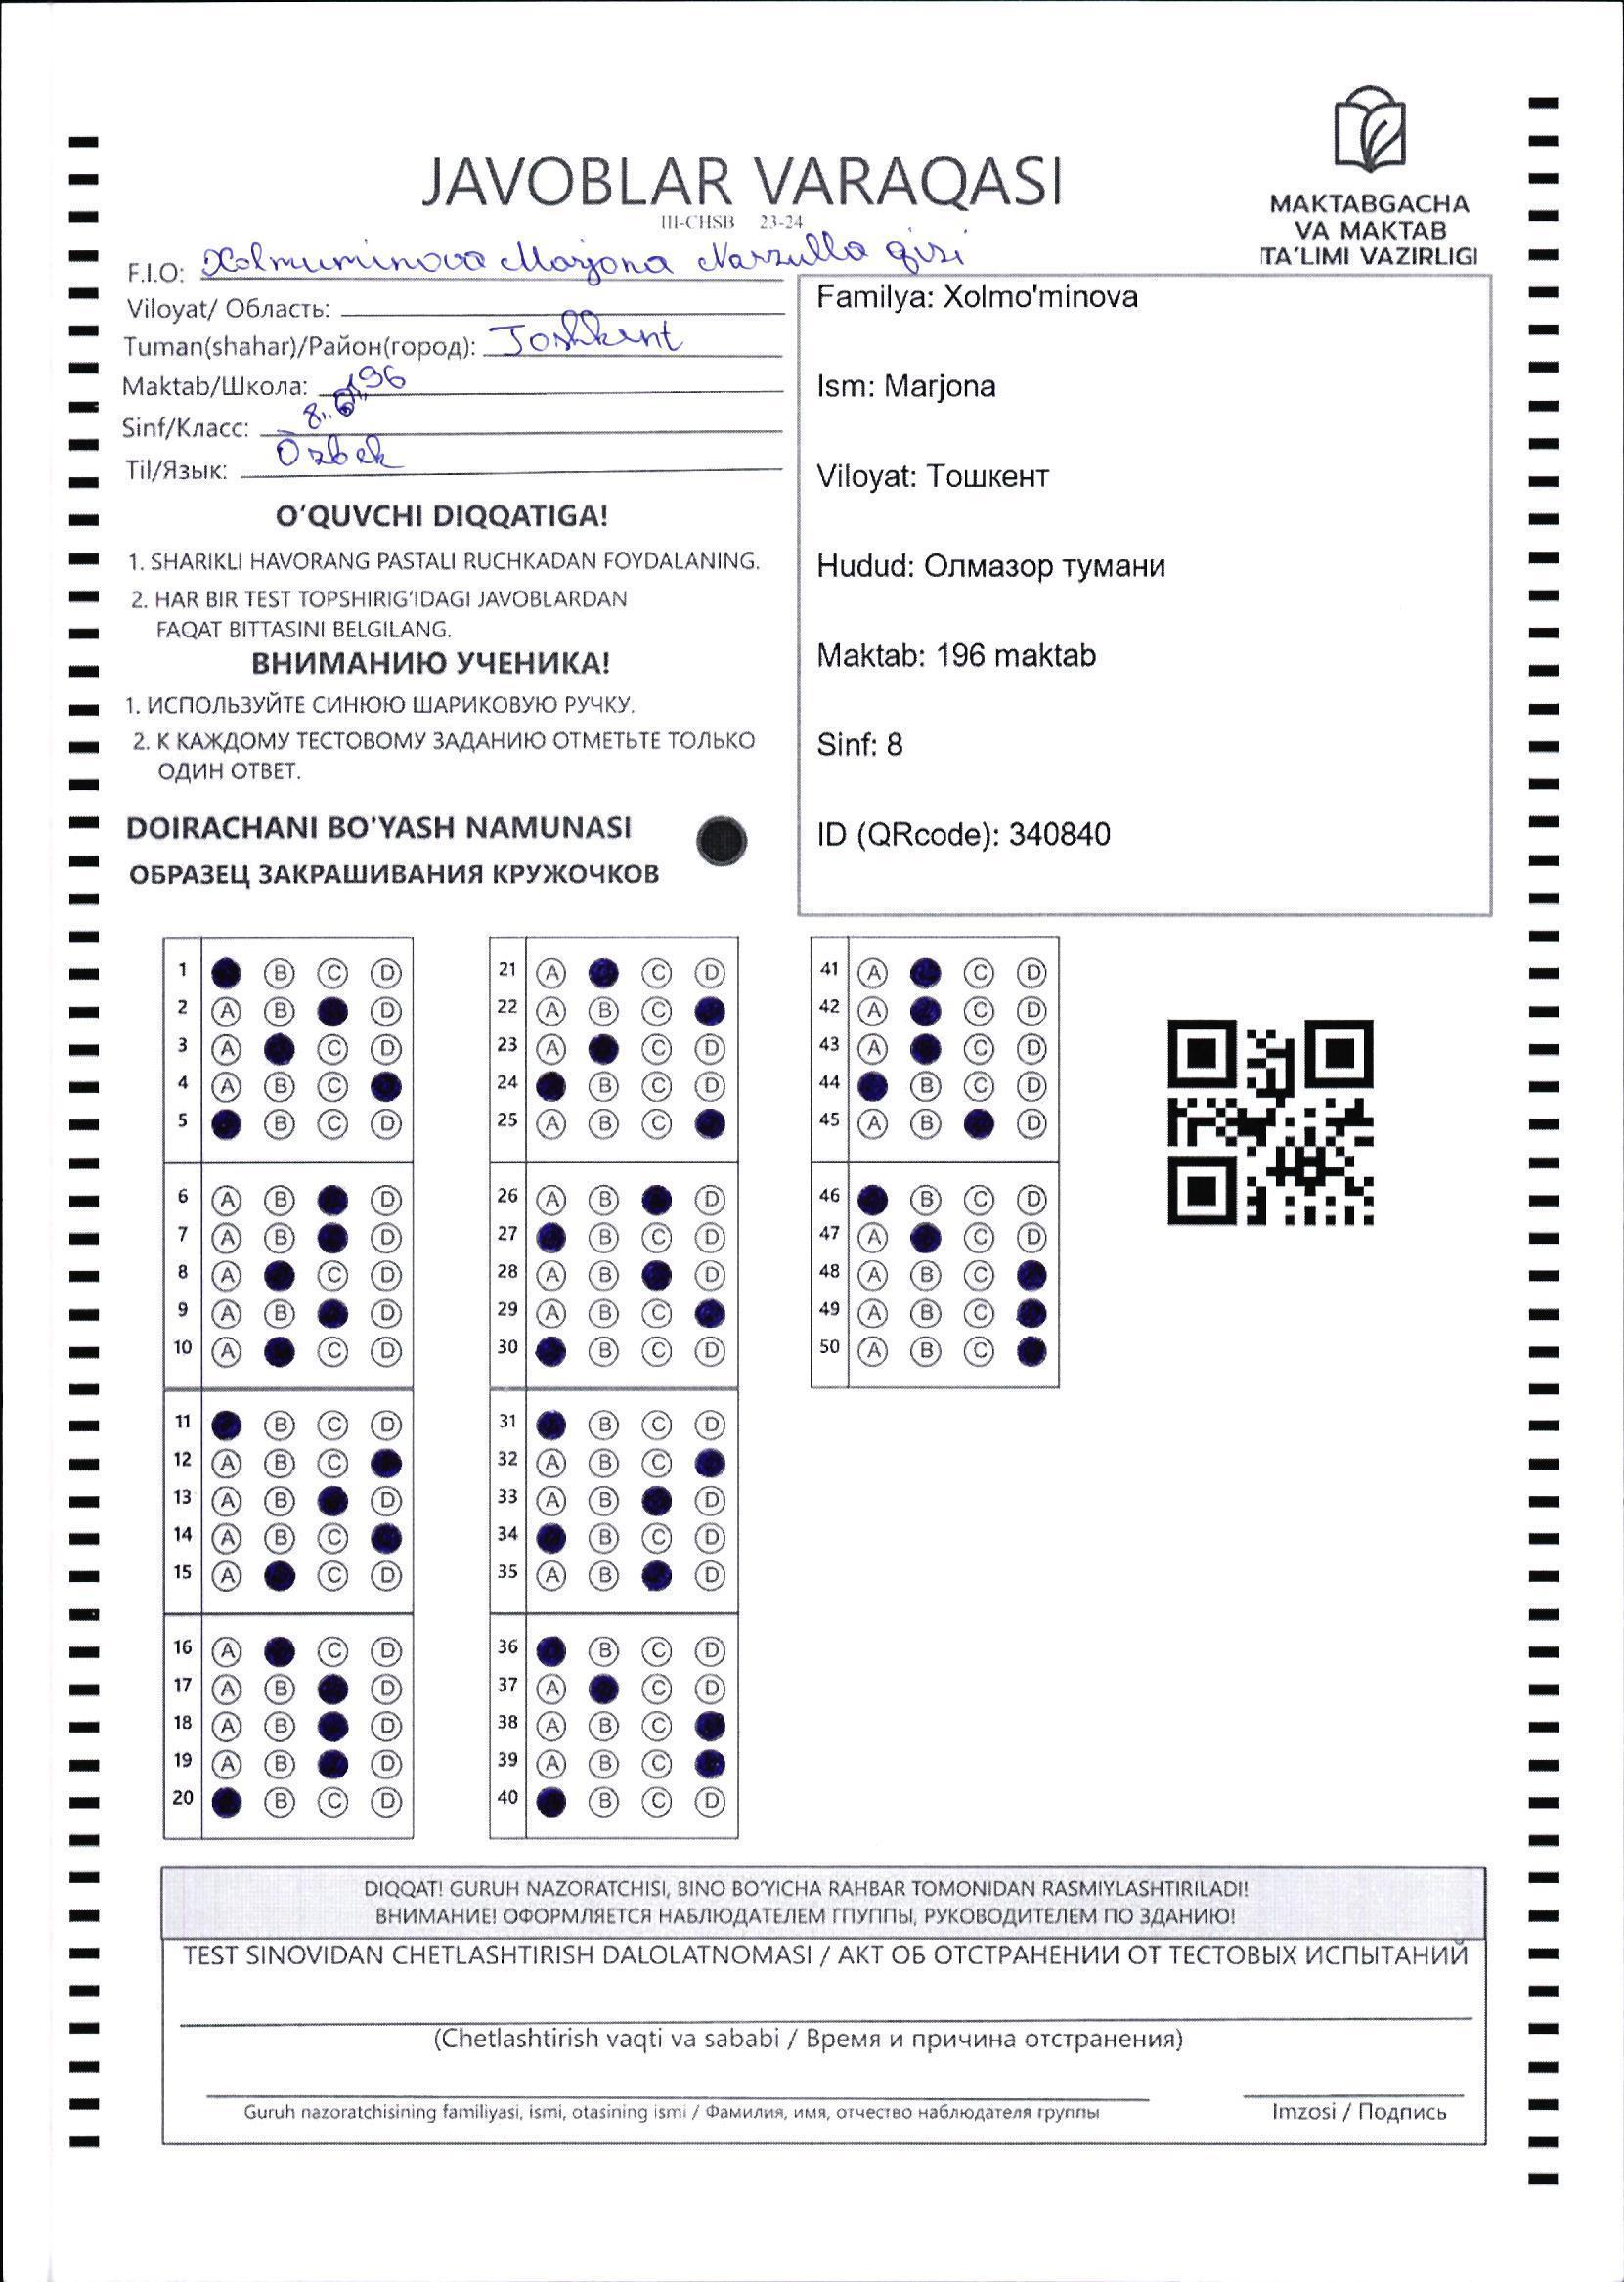 JAVOBLAR VARAQASI
III-CHSB 23-24
MAKTABGACHA
VA MAKTAB
TA'LIMI VAZIRLIGI
F.I.O: Xolmuminova Marjona Narzulla qizi
Viloyat/ Область:
Tuman(shahar)/Район(город): Toshkent
Maktab/Школа: 196
Sinf/Класс: 8
Til/Язык: Ozbek
O'QUVCHI DIQQATIGA!
1. SHARIKLI HAVORANG PASTALI RUCHKADAN FOYDALANING.
2. HAR BIR TEST TOPSHIRIG'IDAGI JAVOBLARDAN
FAQAT BITTASINI BELGILANG.
ВНИМАНИЮ УЧЕНИКА!
1. ИСПОЛЬЗУЙТЕ СИНЮЮ ШАРИКОВУЮ РУЧКУ.
2. К КАЖДОМУ ТЕСТОВОМУ ЗАДАНИЮ ОТМЕТЬТЕ ТОЛЬКО
ОДИН ОТВЕТ.
DOIRACHANI BO'YASH NAMUNASI
ОБРАЗЕЦ ЗАКРАШИВАНИЯ КРУЖОЧКОВ
Familya: Xolmo'minova
Ism: Marjona
Viloyat: Тошкент
Hudud: Олмазор тумани
Maktab: 196 maktab
Sinf: 8
ID (QRcode): 340840
1 B C D
2 A B D
3 A C D
4 A B C
5 B C D
6 A B D
7 A B D
8 A C D
9 A B D
10 A C D
11 B C D
12 A B C
13 A B D
14 A B C
15 A C D
16 A C D
17 A B D
18 A B D
19 A B D
20 B C D
21 A C D
22 A B C
23 A C D
24 B C D
25 A B C
26 A B D
27 B C D
28 A B D
29 A B C
30 B C D
31 B C D
32 A B C
33 A B D
34 B C D
35 A B D
36 B C D
37 A C D
38 A B C
39 A B C
40 B C D
41 A C D
42 A C D
43 A C D
44 B C D
45 A B D
46 B C D
47 A C D
48 A B C
49 A B C
50 A B C
DIQQAT! GURUH NAZORATCHISI, BINO BO'YICHA RAHBAR TOMONIDAN RASMIYLASHTIRILADI!
ВНИМАНИЕ! ОФОРМЛЯЕТСЯ НАБЛЮДАТЕЛЕМ ГПУППЫ, РУКОВОДИТЕЛЕМ ПО ЗДАНИЮ!
TEST SINOVIDAN CHETLASHTIRISH DALOLATNOMASI / АКТ ОБ ОТСТРАНЕНИИ ОТ ТЕСТОВЫХ ИСПЫТАНИЙ
(Chetlashtirish vaqti va sababi / Время и причина отстранения)
Guruh nazoratchisining familiyasi, ismi, otasining ismi / Фамилия, имя, отчество наблюдателя группы
Imzosi / Подпись